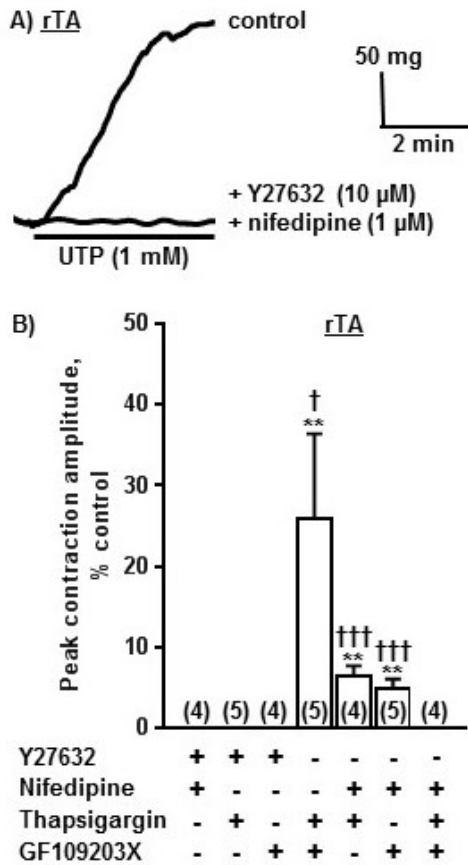 A) rTA
control
50 mg
2 min
+ Y27632 (10 µM)
+ nifedipine (1 µM)
UTP (1 mM)
B)
rTA
Peak contraction amplitude,
% control
50
40
30
20
10
0
†
**
†††
**
†††
**
(4) (5) (4) (5) (4) (5) (4)
Y27632 + + + - - - -
Nifedipine + - - - + + +
Thapsigargin - + - + + - +
GF109203X - - + + - + +